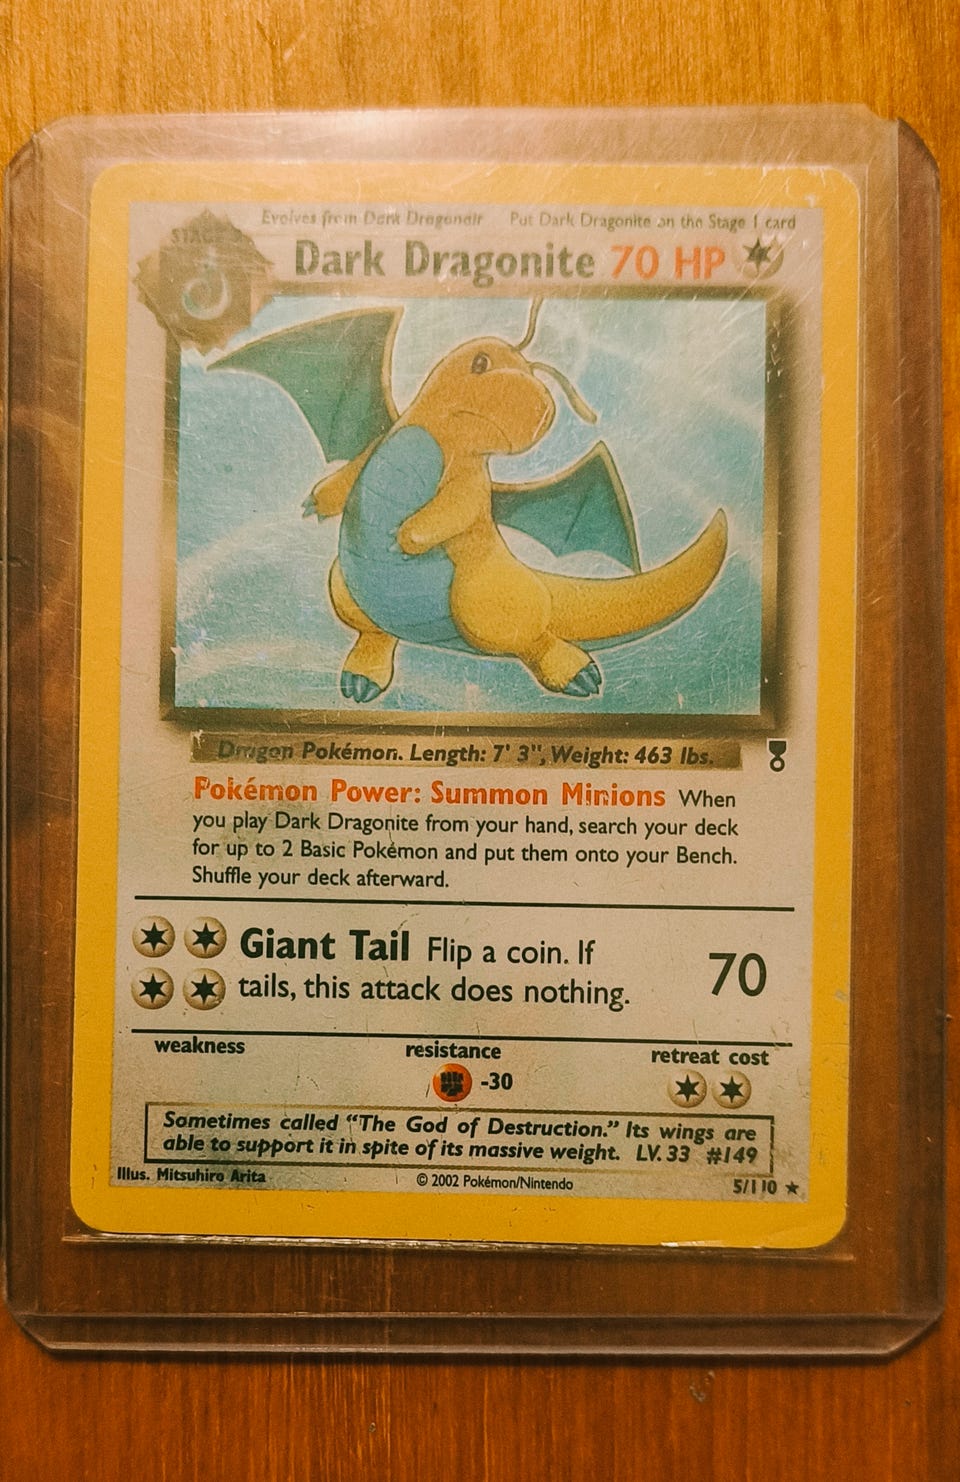 Evolves from Dark Dragonair Put Dark Dragonite on the Stage 1 card
STAGE 2
Dark Dragonite 70 HP
Dragon Pokémon. Length: 7' 3", Weight: 463 lbs.
Pokémon Power: Summon Minions When
you play Dark Dragonite from your hand, search your deck
for up to 2 Basic Pokémon and put them onto your Bench.
Shuffle your deck afterward.
Giant Tail Flip a coin. If
tails, this attack does nothing.
70
weakness resistance retreat cost
-30
Sometimes called “The God of Destruction.” Its wings are
able to support it in spite of its massive weight. LV. 33 #149
Illus. Mitsuhiro Arita © 2002 Pokémon/Nintendo 5/110